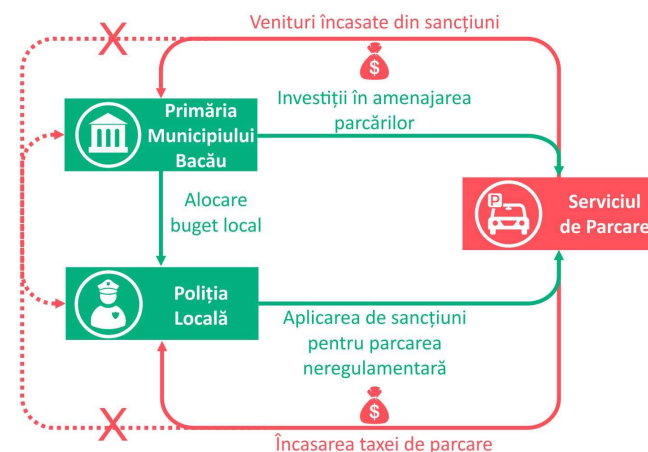 Venituri încasate din sancțiuni
Primăria
Municipiului
Bacău
Investiții în amenajarea
parcărilor
Alocare
buget local
P
Serviciul
de Parcare
Poliția
Locală
Aplicarea de sancțiuni
pentru parcarea
neregulamentară
Încasarea taxei de parcare
X
X
$
$